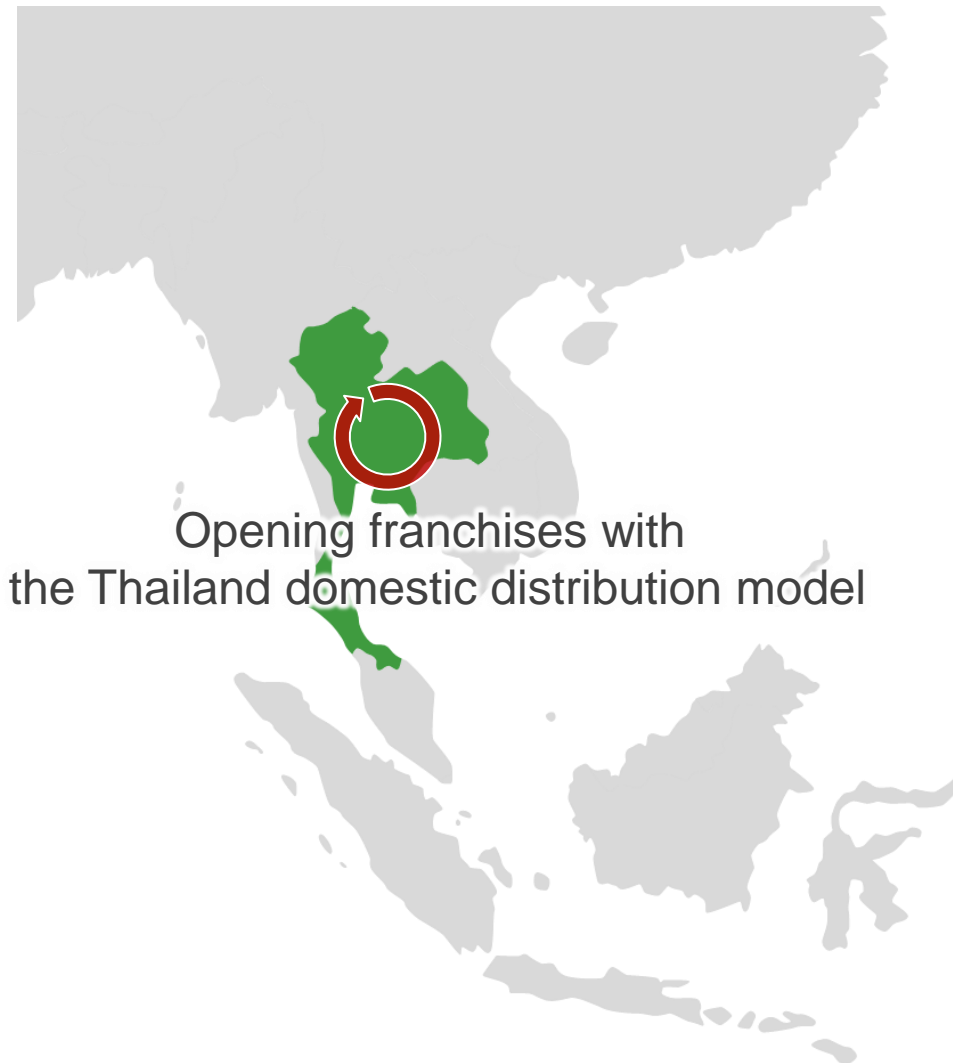 Opening franchises with
the Thailand domestic distribution model